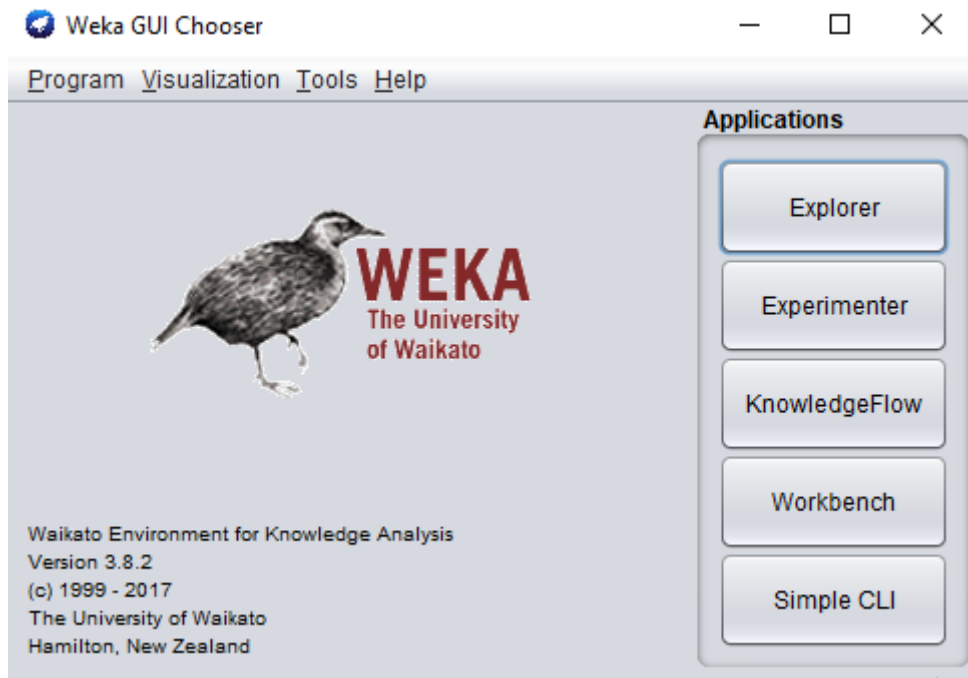 Weka GUI Chooser
Program Visualization Tools Help
Applications
Explorer
Experimenter
KnowledgeFlow
Workbench
Simple CLI
WEKA
The University
of Waikato
Waikato Environment for Knowledge Analysis
Version 3.8.2
(c) 1999 - 2017
The University of Waikato
Hamilton, New Zealand